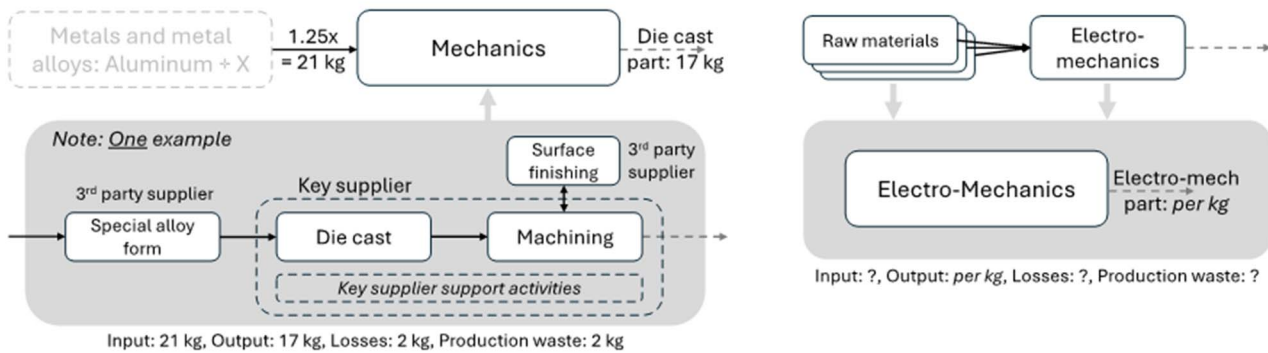 Metals and metal
alloys: Aluminum + X
1.25x
= 21 kg
Mechanics
Die cast
part: 17 kg
Note: One example
3rd party supplier
Special alloy
form
Key supplier
Die cast
Surface
finishing
3rd party
supplier
Machining
Key supplier support activities
Input: 21 kg, Output: 17 kg, Losses: 2 kg, Production waste: 2 kg
Raw materials
Electro-
mechanics
Electro-Mechanics
Electro-mech
part: per kg
Input: ?, Output: per kg, Losses: ?, Production waste: ?